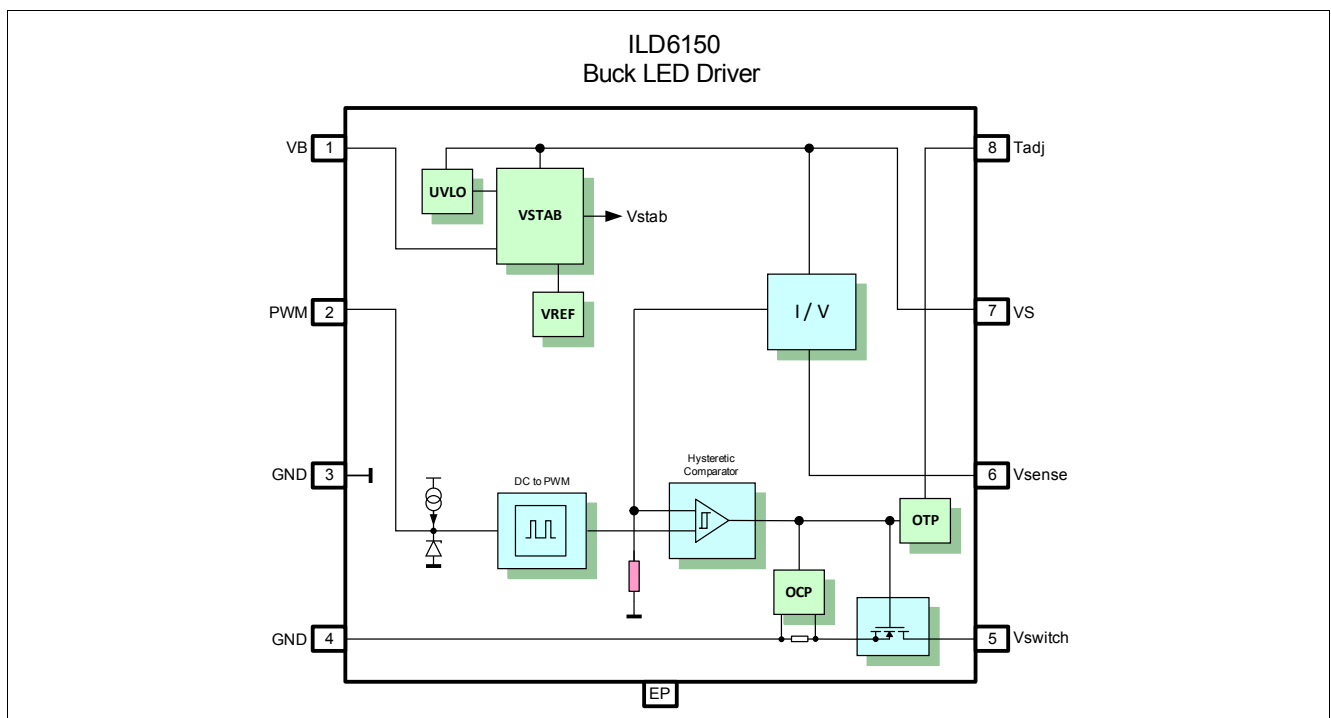 ILD6150
Buck LED Driver
VB 1
8 Tadj
UVLO
VSTAB
Vstab
VREF
PWM 2
I / V
7 VS
GND 3
DC to PWM
Hysteretic
Comparator
6 Vsense
OTP
OCP
GND 4
5 Vswitch
EP